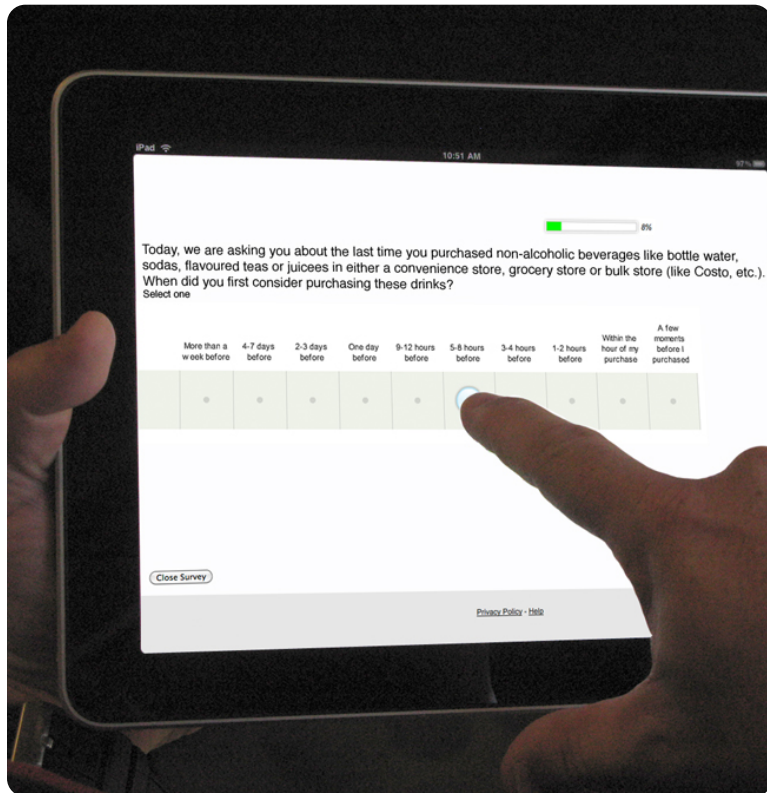 iPad
10:51 AM
97%
8%
Today, we are asking you about the last time you purchased non-alcoholic beverages like bottle water,
sodas, flavoured teas or juicees in either a convenience store, grocery store or bulk store (like Costo, etc.).
When did you first consider purchasing these drinks?
Select one
More than a
week before
4-7 days
before
2-3 days
before
One day
before
9-12 hours
before
5-8 hours
before
3-4 hours
before
1-2 hours
before
Within the
hour of my
purchase
A few
moments
before I
purchased
Close Survey
Privacy Policy - Help